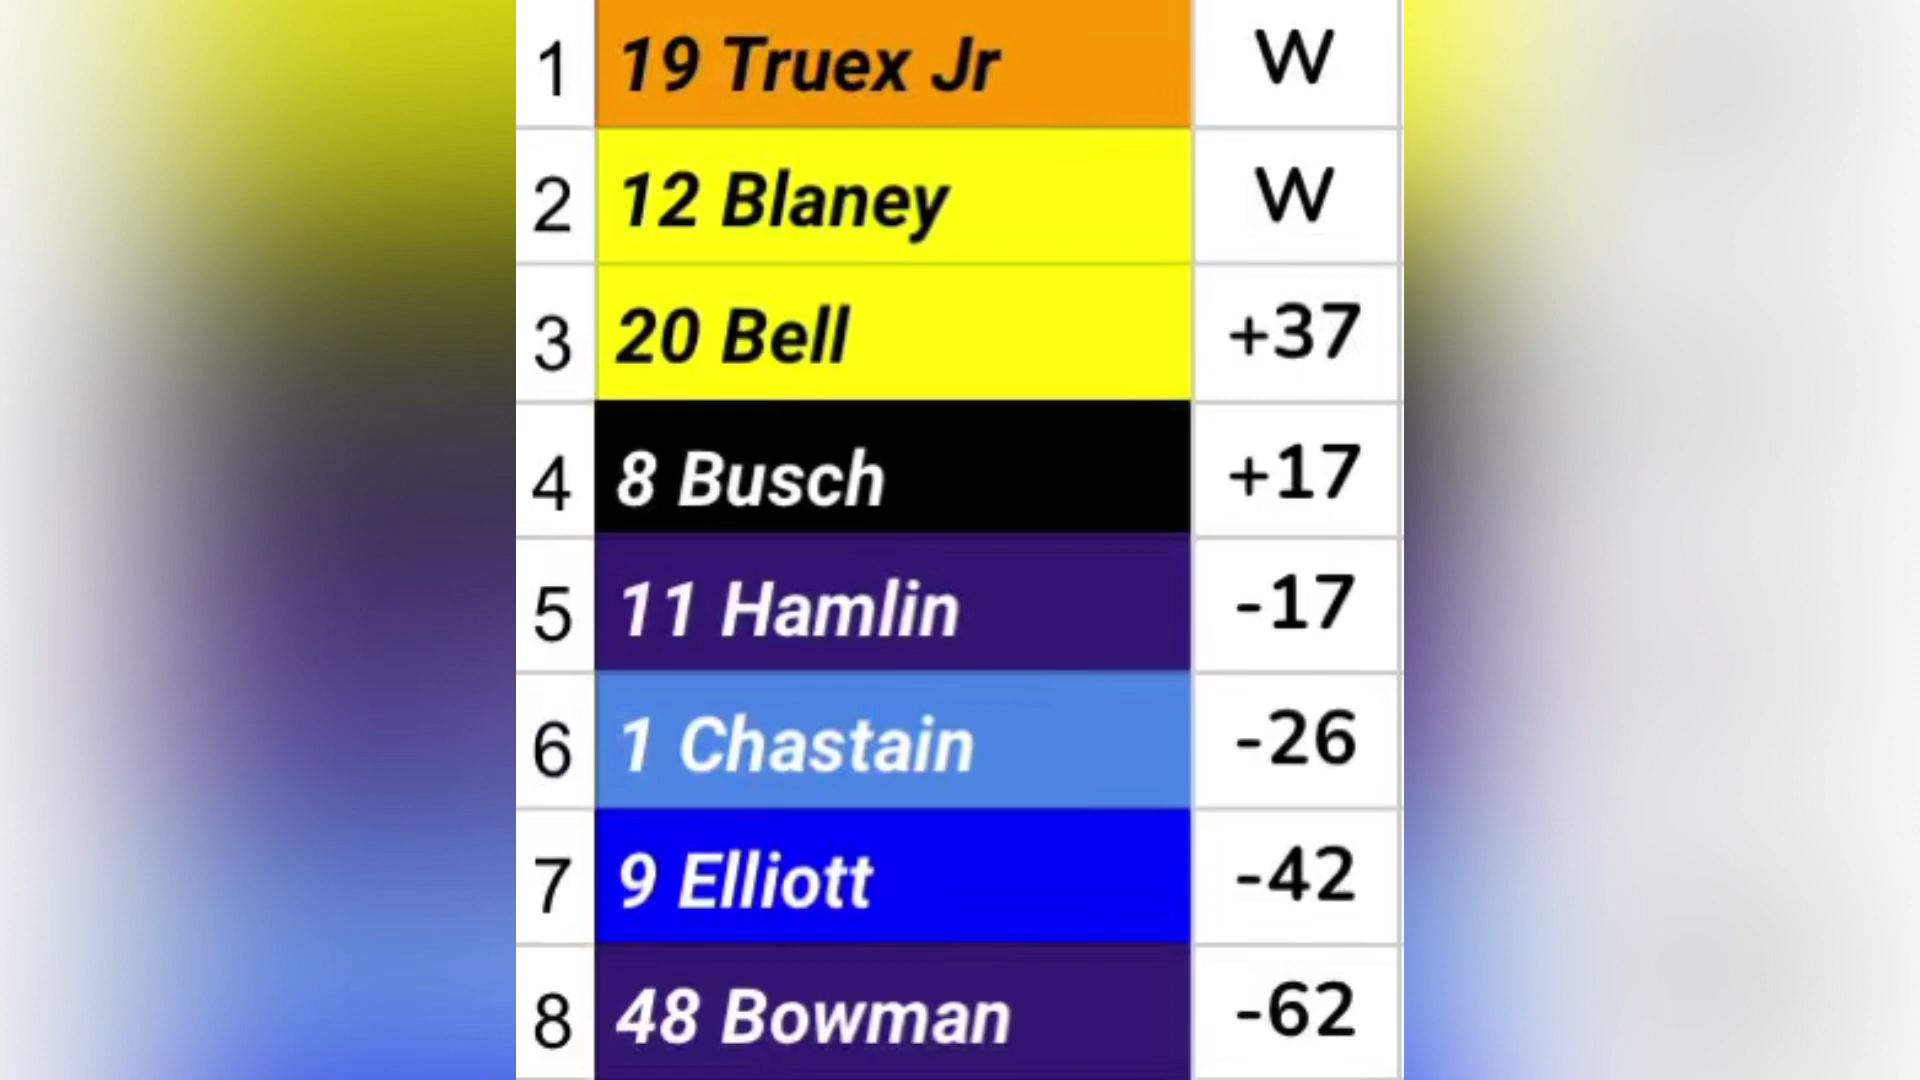 1 19 Truex Jr W
2 12 Blaney W
3 20 Bell +37
4 8 Busch +17
5 11 Hamlin -17
6 1 Chastain -26
7 9 Elliott -42
8 48 Bowman -62